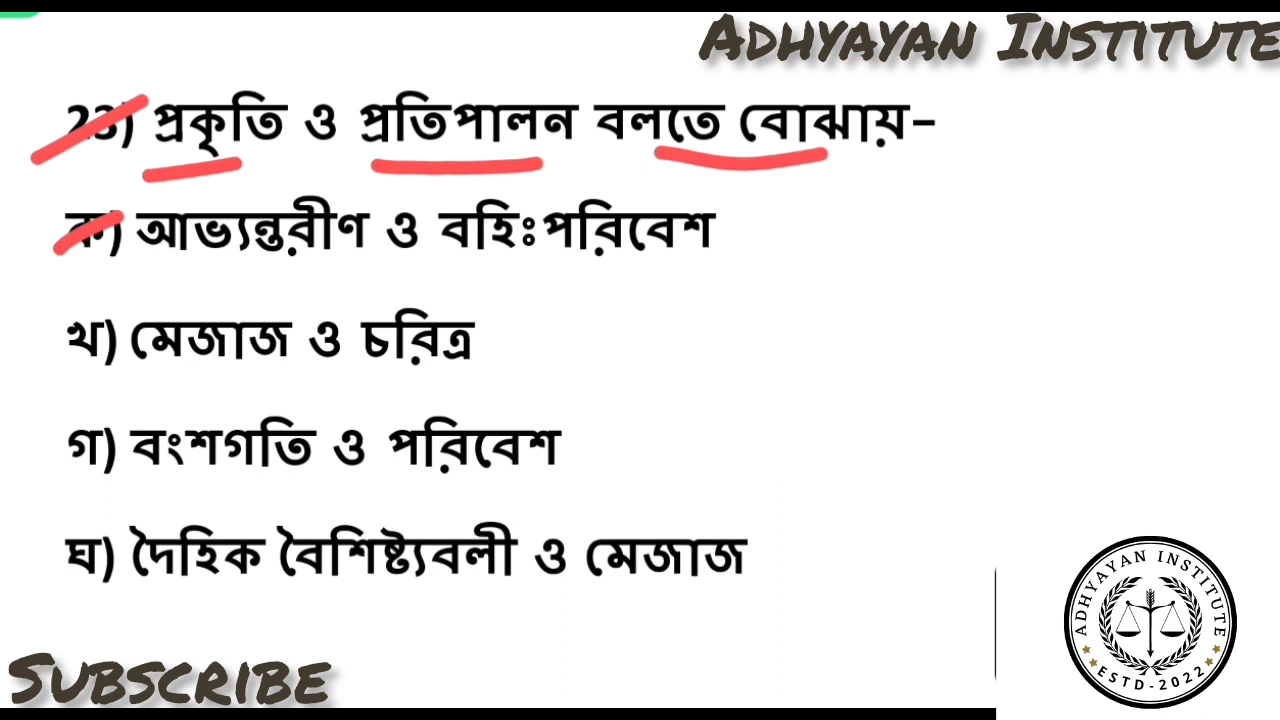 ADHYAYAN INSTITUTE
23) প্রকৃতি ও প্রতিপালন বলতে বোঝায়-
ক) আভ্যন্তরীণ ও বহিঃপরিবেশ
খ) মেজাজ ও চরিত্র
গ) বংশগতি ও পরিবেশ
ঘ) দৈহিক বৈশিষ্ট্যবলী ও মেজাজ
ADHYAYAN INSTITUTE
ESTD-2022
SUBSCRIBE